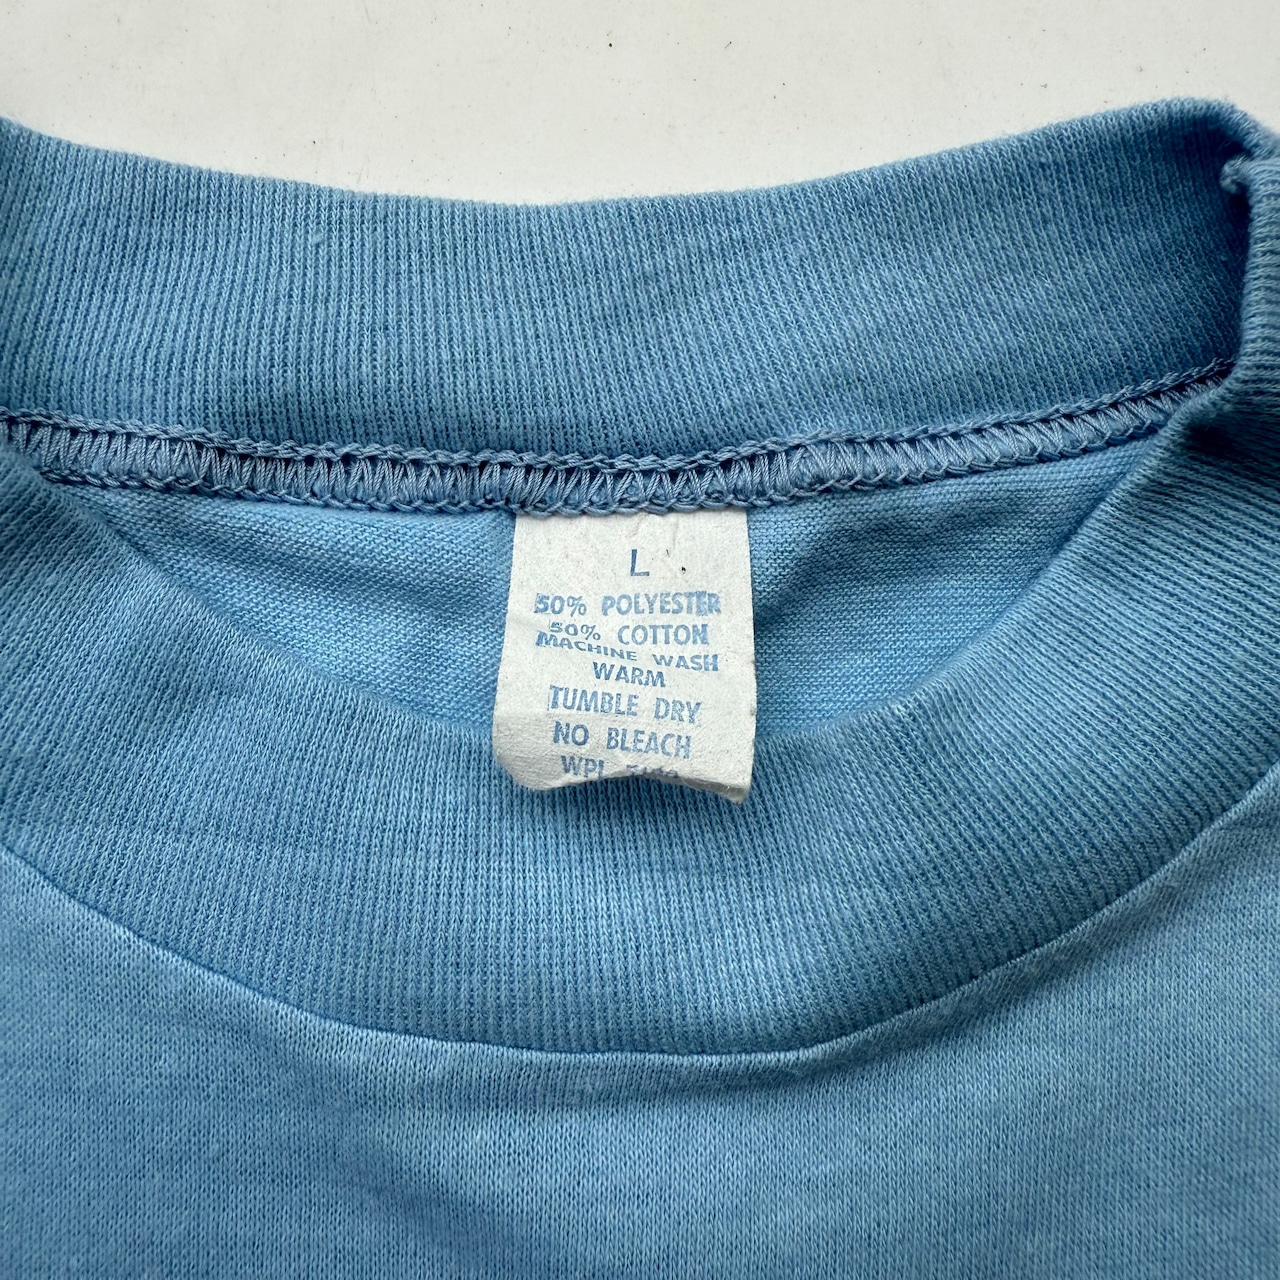 L
50% POLYESTER
50% COTTON
MACHINE WASH
WARM
TUMBLE DRY
NO BLEACH
WPL